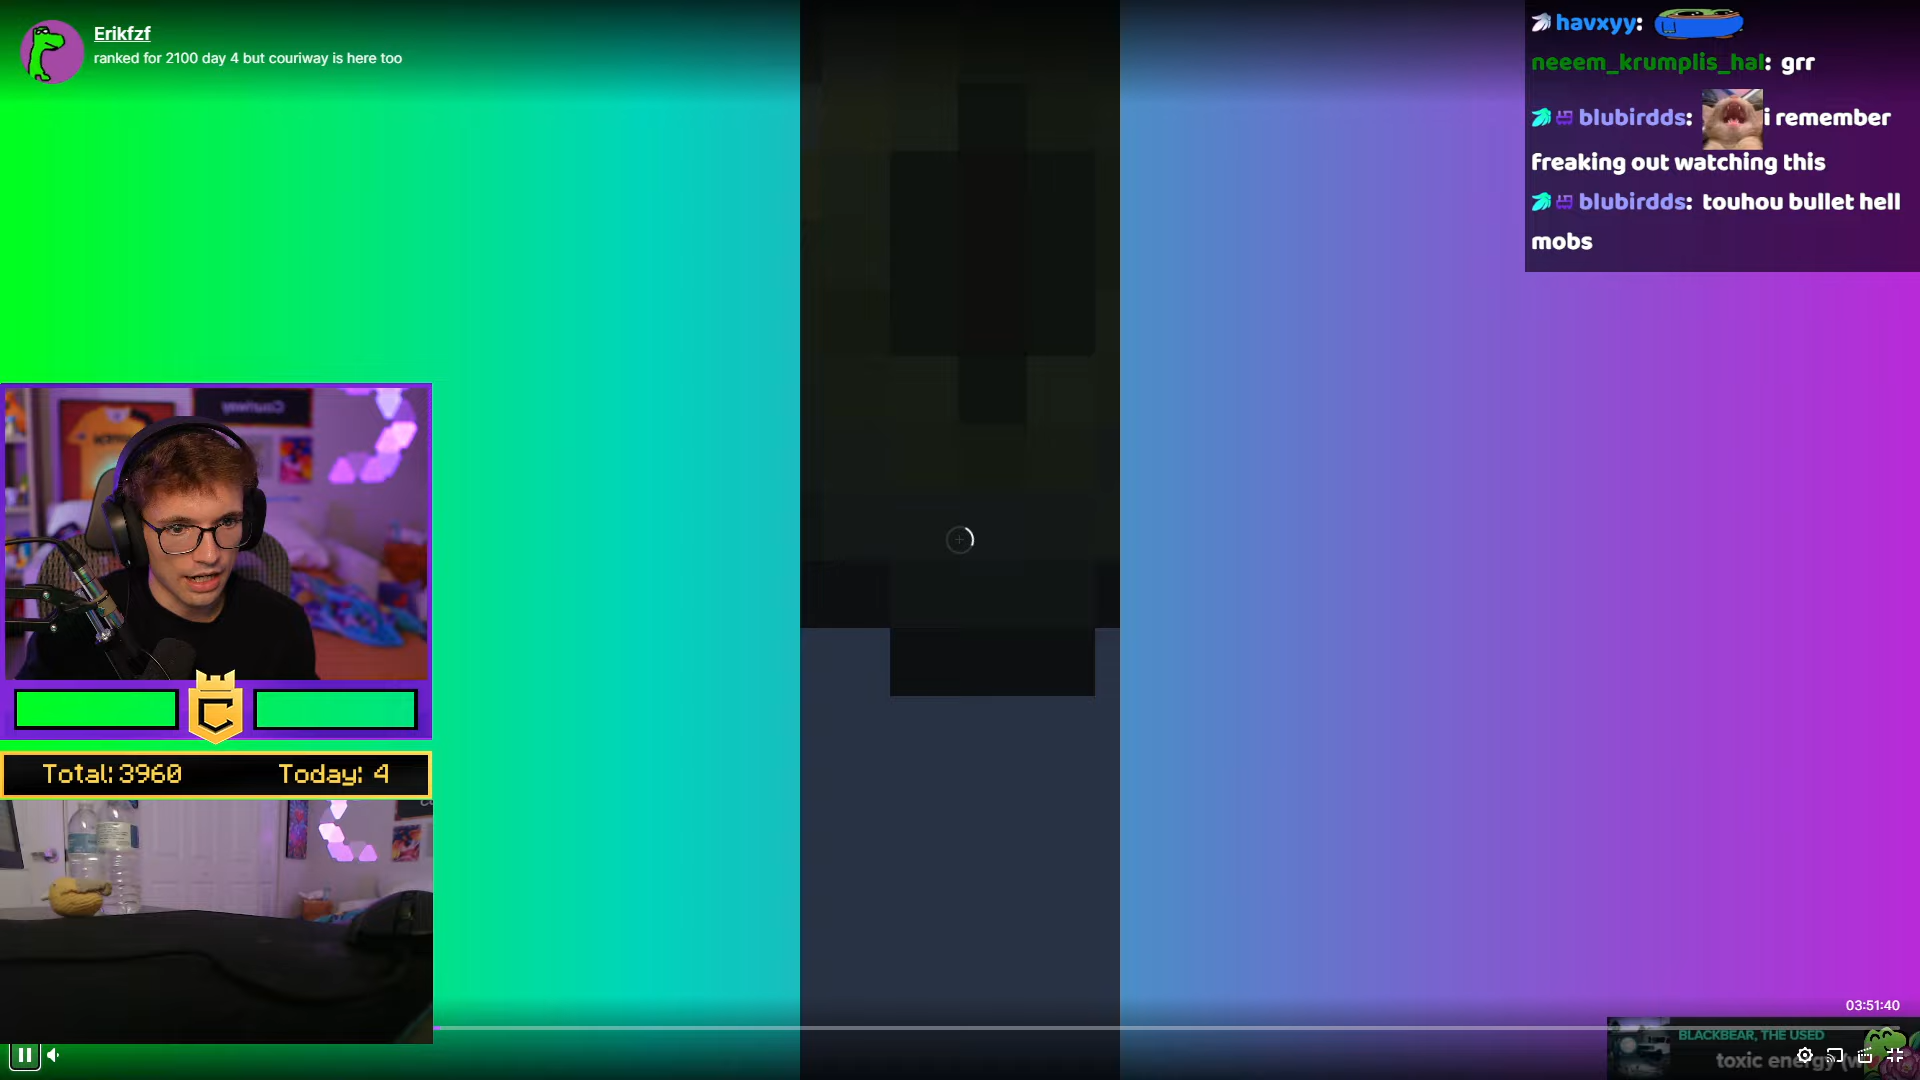 Erikfzf
ranked for 2100 day 4 but couriway is here too
havxyy:
neeem_krumplis_hal: grr
blubirdds: i remember
freaking out watching this
blubirdds: touhou bullet hell
mobs
Couriway
Total: 3960 Today: 4
03:51:40
BLACKBEAR, THE USED
toxic energy (w